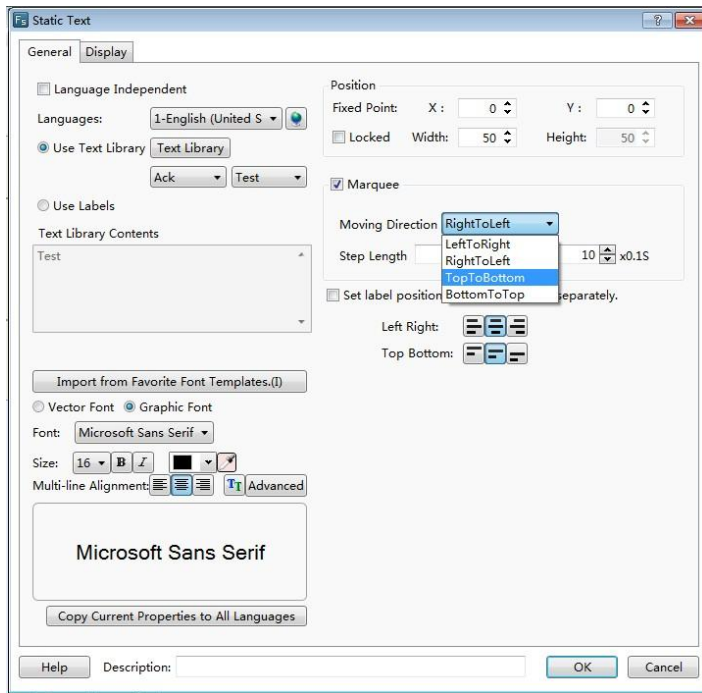 Fs Static Text
General Display
Language Independent
Languages: 1-English (United S
Use Text Library Text Library
Ack Test
Use Labels
Text Library Contents
Test
Import from Favorite Font Templates.(I)
Vector Font Graphic Font
Font: Microsoft Sans Serif
Size: 16 B I
Multi-line Alignment: TT Advanced
Microsoft Sans Serif
Copy Current Properties to All Languages
Position
Fixed Point: X : 0 Y : 0
Locked Width: 50 Height: 50
Marquee
Moving Direction RightToLeft
LeftToRight
RightToLeft
TopToBottom
BottomToTop
Step Length 10 x0.1S
Set label position separately.
Left Right:
Top Bottom:
Help Description: OK Cancel